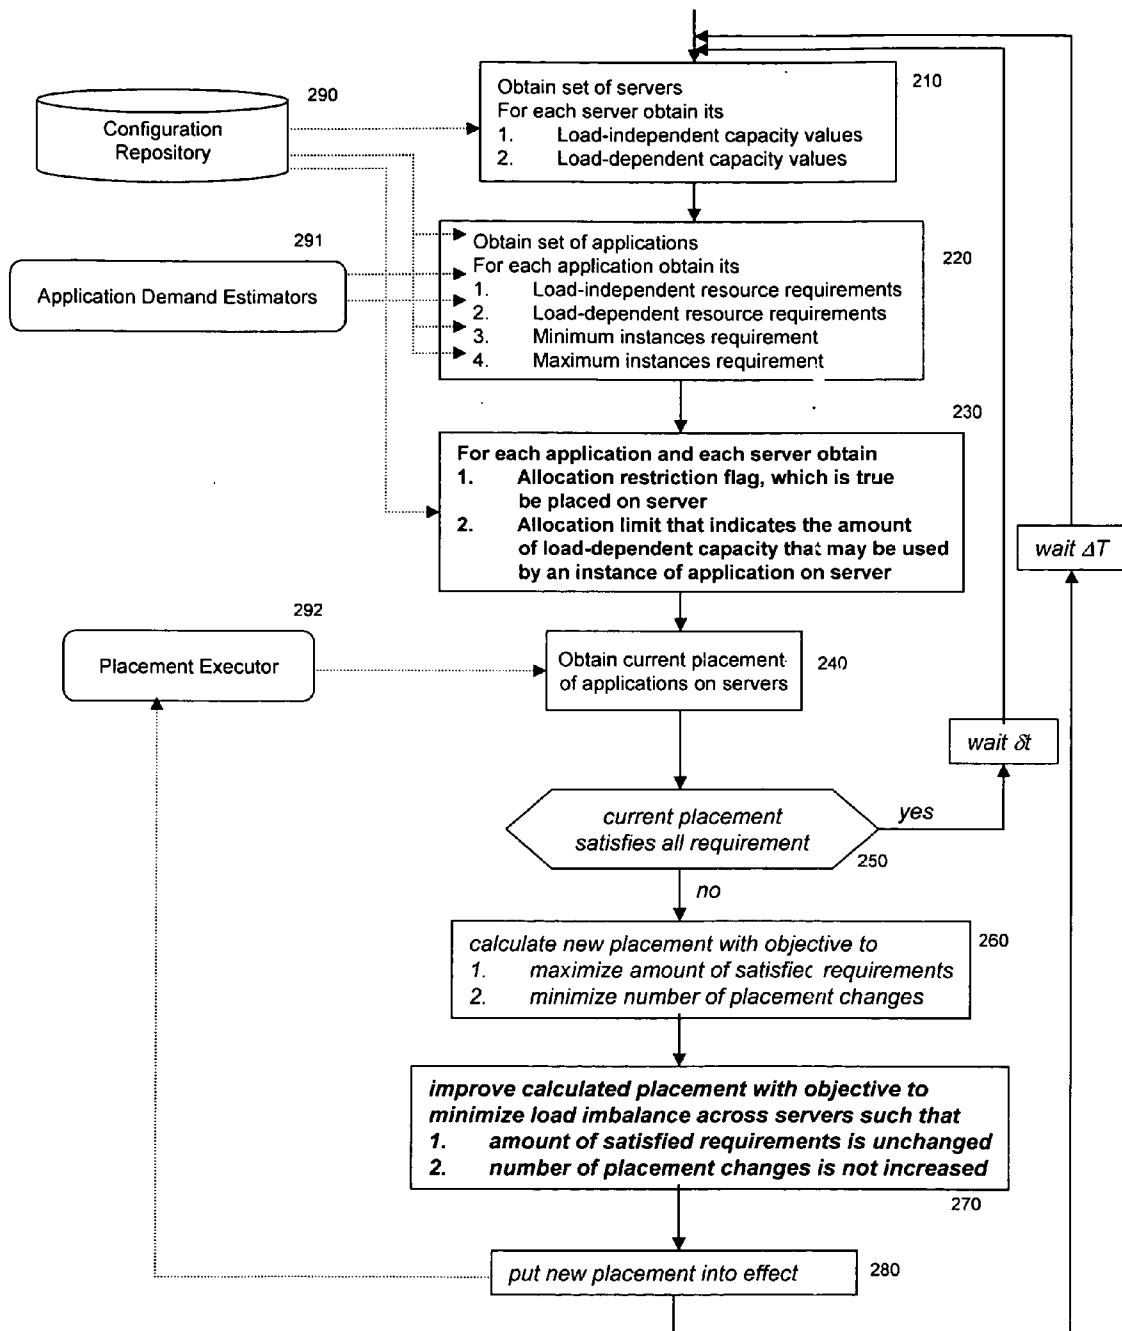 210
Obtain set of servers
For each server obtain its
1. Load-independent capacity values
2. Load-dependent capacity values
290
Configuration
Repository
291
Application Demand Estimators
220
Obtain set of applications
For each application obtain its
1. Load-independent resource requirements
2. Load-dependent resource requirements
3. Minimum instances requirement
4. Maximum instances requirement
230
For each application and each server obtain
1. Allocation restriction flag, which is true
be placed on server
2. Allocation limit that indicates the amount
of load-dependent capacity that may be used
by an instance of application on server
wait ΔT
292
Placement Executor
Obtain current placement
of applications on servers
240
wait δt
current placement
satisfies all requirement
yes
250
no
260
calculate new placement with objective to
1. maximize amount of satisfied requirements
2. minimize number of placement changes
improve calculated placement with objective to
minimize load imbalance across servers such that
1. amount of satisfied requirements is unchanged
2. number of placement changes is not increased
270
put new placement into effect
280